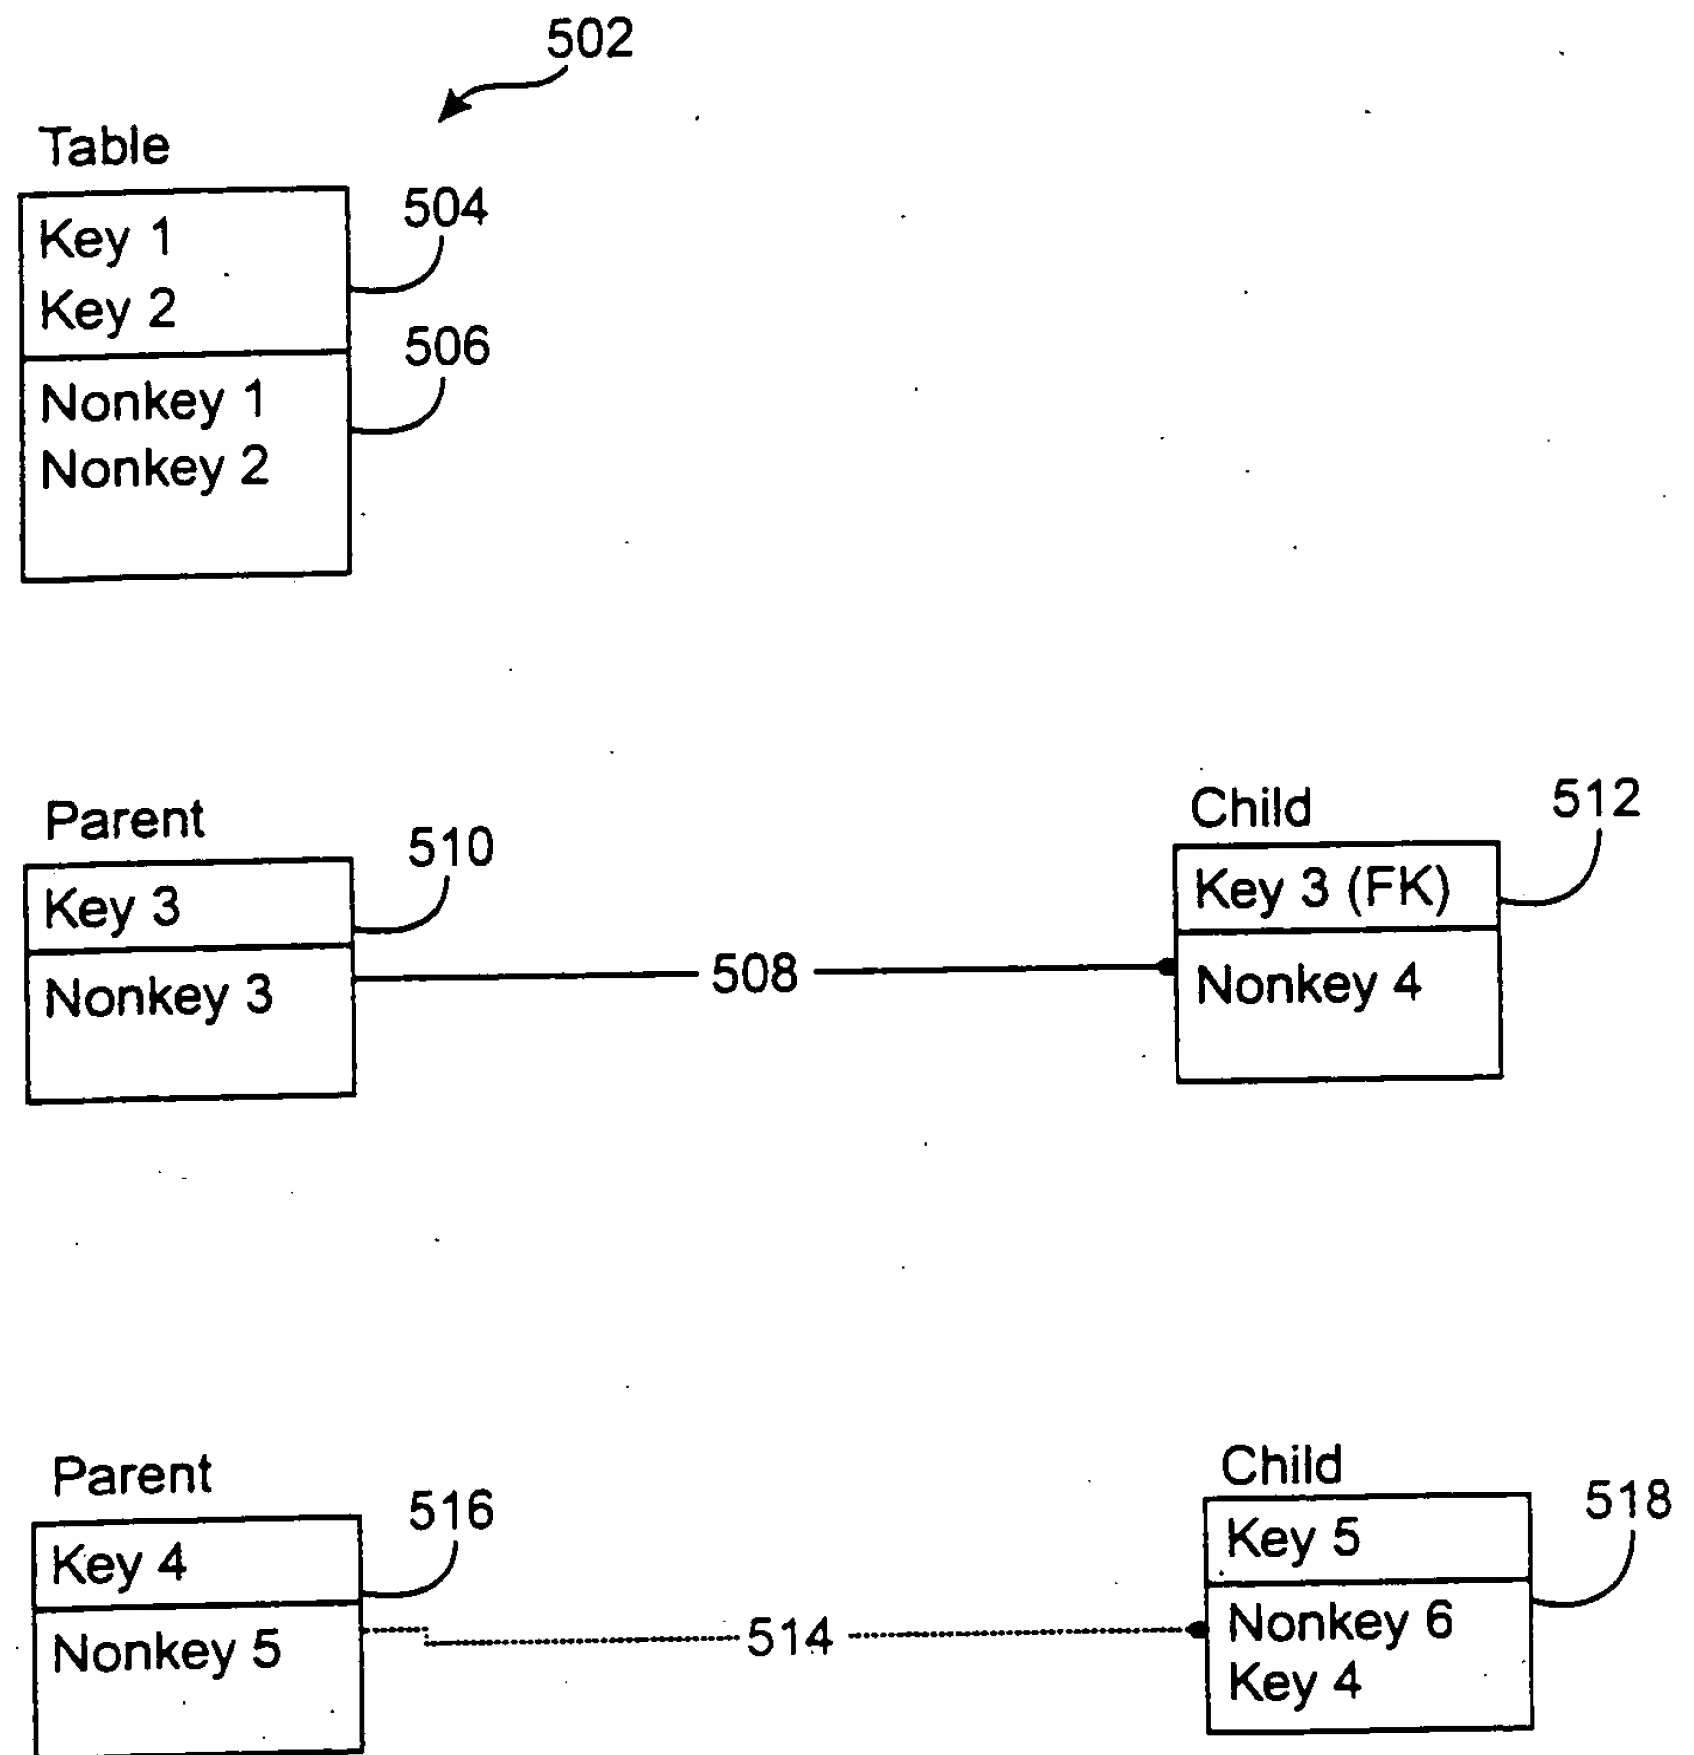 502
Table
504
Key 1
Key 2
506
Nonkey 1
Nonkey 2
Parent
510
Key 3
Nonkey 3
508
Child
512
Key 3 (FK)
Nonkey 4
Parent
516
Key 4
Nonkey 5
514
Child
518
Key 5
Nonkey 6
Key 4